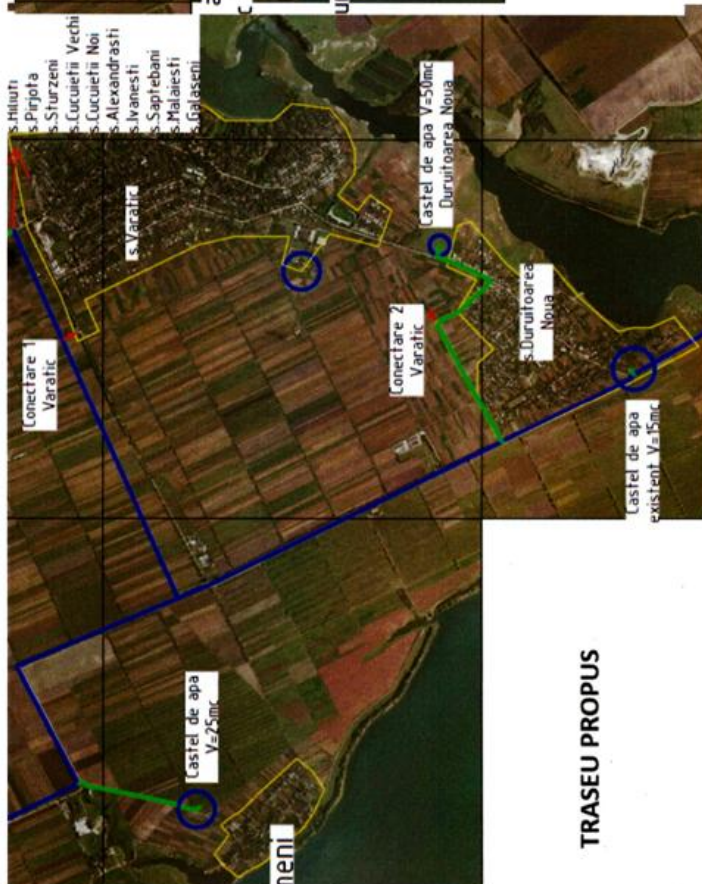 s.Hiliuti
s.Pirjota
s.Sturzeni
s.Cucuietii Vechi
s.Cucuietii Noi
s.Alexandrasti
s.Ivanesti
s.Saptebani
s.Malaiesti
s.Galaseni
s.Varatic
Conectare 1
Varatic
Castel de apa V=50mc
Duruitoarea Noua
Conectare 2
Varatic
s.Duruitoarea
Noua
Castel de apa
existent V=15mc
Castel de apa
V=25mc
meni
TRASEU PROPUS